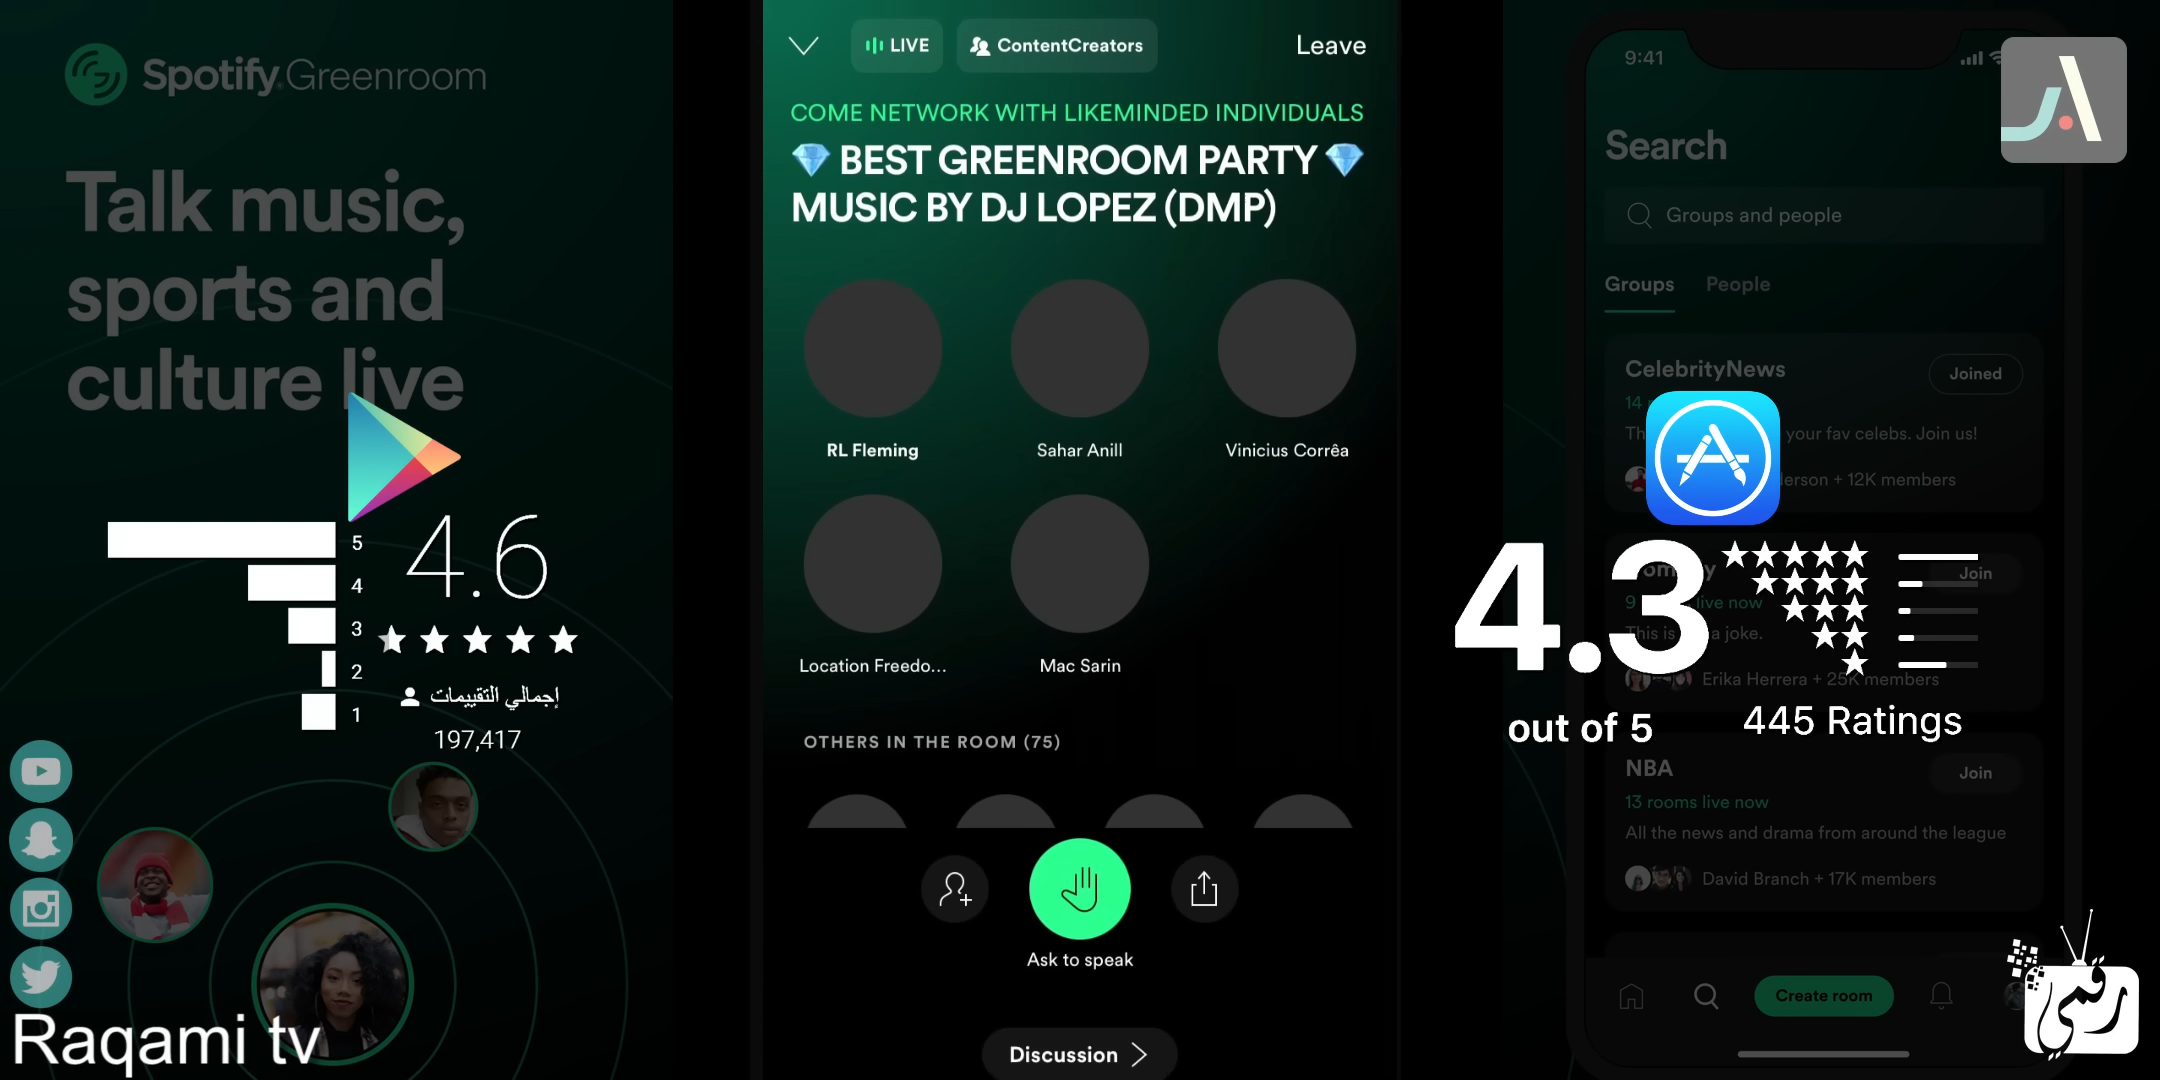 Spotify Greenroom
Talk music,
sports and
culture live
5
4
3
2
1
4.6
إجمالي التقييمات
197,417
Raqami tv
LIVE
ContentCreators
Leave
COME NETWORK WITH LIKEMINDED INDIVIDUALS
💎 BEST GREENROOM PARTY 💎
MUSIC BY DJ LOPEZ (DMP)
RL Fleming
Sahar Anill
Vinicius Corrêa
Location Freedo...
Mac Sarin
OTHERS IN THE ROOM (75)
Ask to speak
Discussion
9:41
Search
Groups and people
Groups
People
CelebrityNews
Joined
14
your fav celebs. Join us!
+ 12K members
4.3
out of 5
445 Ratings
Join
9
live now
This is a joke.
Erika Herrera + 25K members
NBA
Join
13 rooms live now
All the news and drama from around the league
David Branch + 17K members
Create room
رقمي